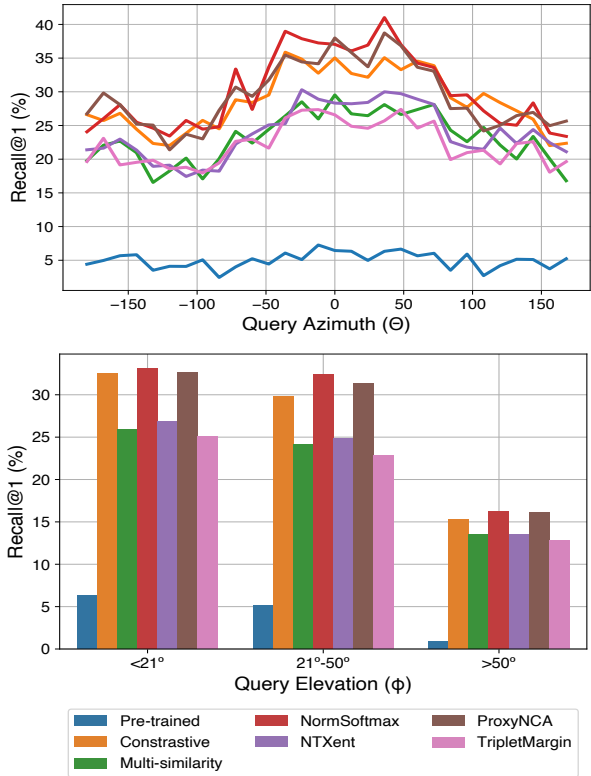 40
35
30
25
20
15
10
5
Recall@1 (%)
−150 −100 −50 0 50 100 150
Query Azimuth (Θ)
30
25
20
15
10
5
0
Recall@1 (%)
<21° 21°-50° >50°
Query Elevation (φ)
Pre-trained NormSoftmax ProxyNCA
Constrastive NTXent TripletMargin
Multi-similarity